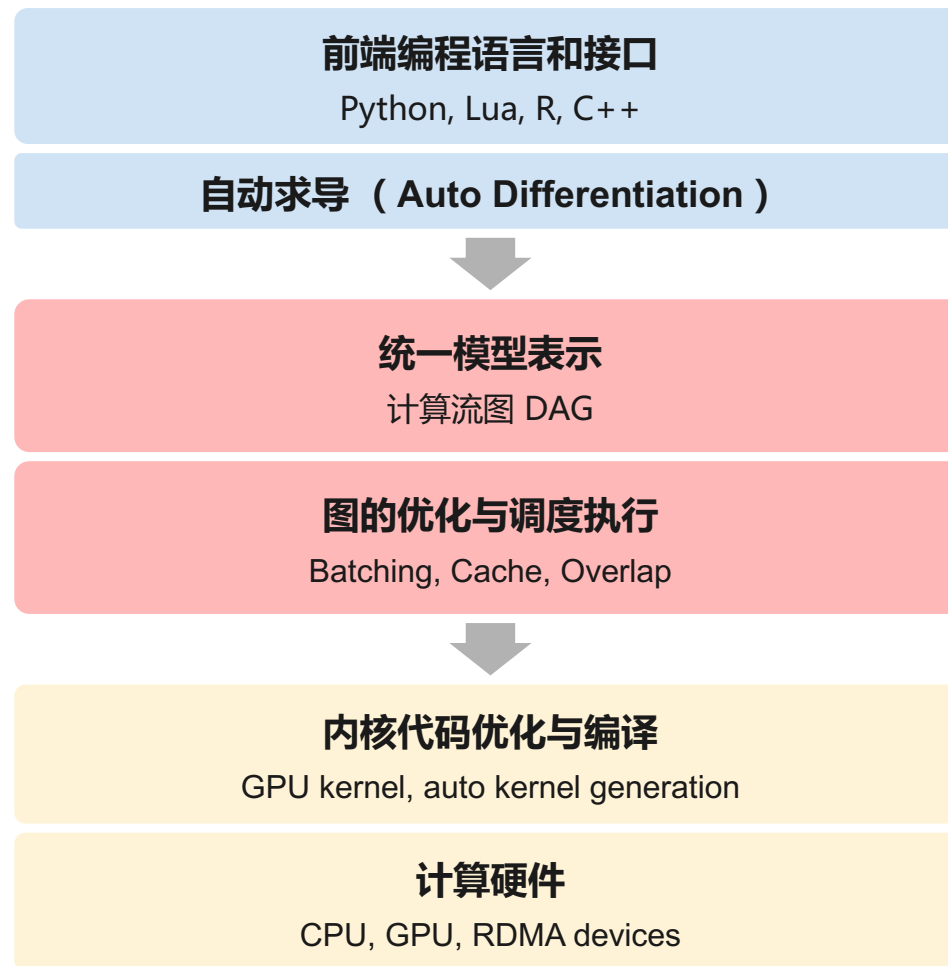 前端编程语言和接口
Python, Lua, R, C++
自动求导 ( Auto Differentiation )
统一模型表示
计算流图 DAG
图的优化与调度执行
Batching, Cache, Overlap
内核代码优化与编译
GPU kernel, auto kernel generation
计算硬件
CPU, GPU, RDMA devices